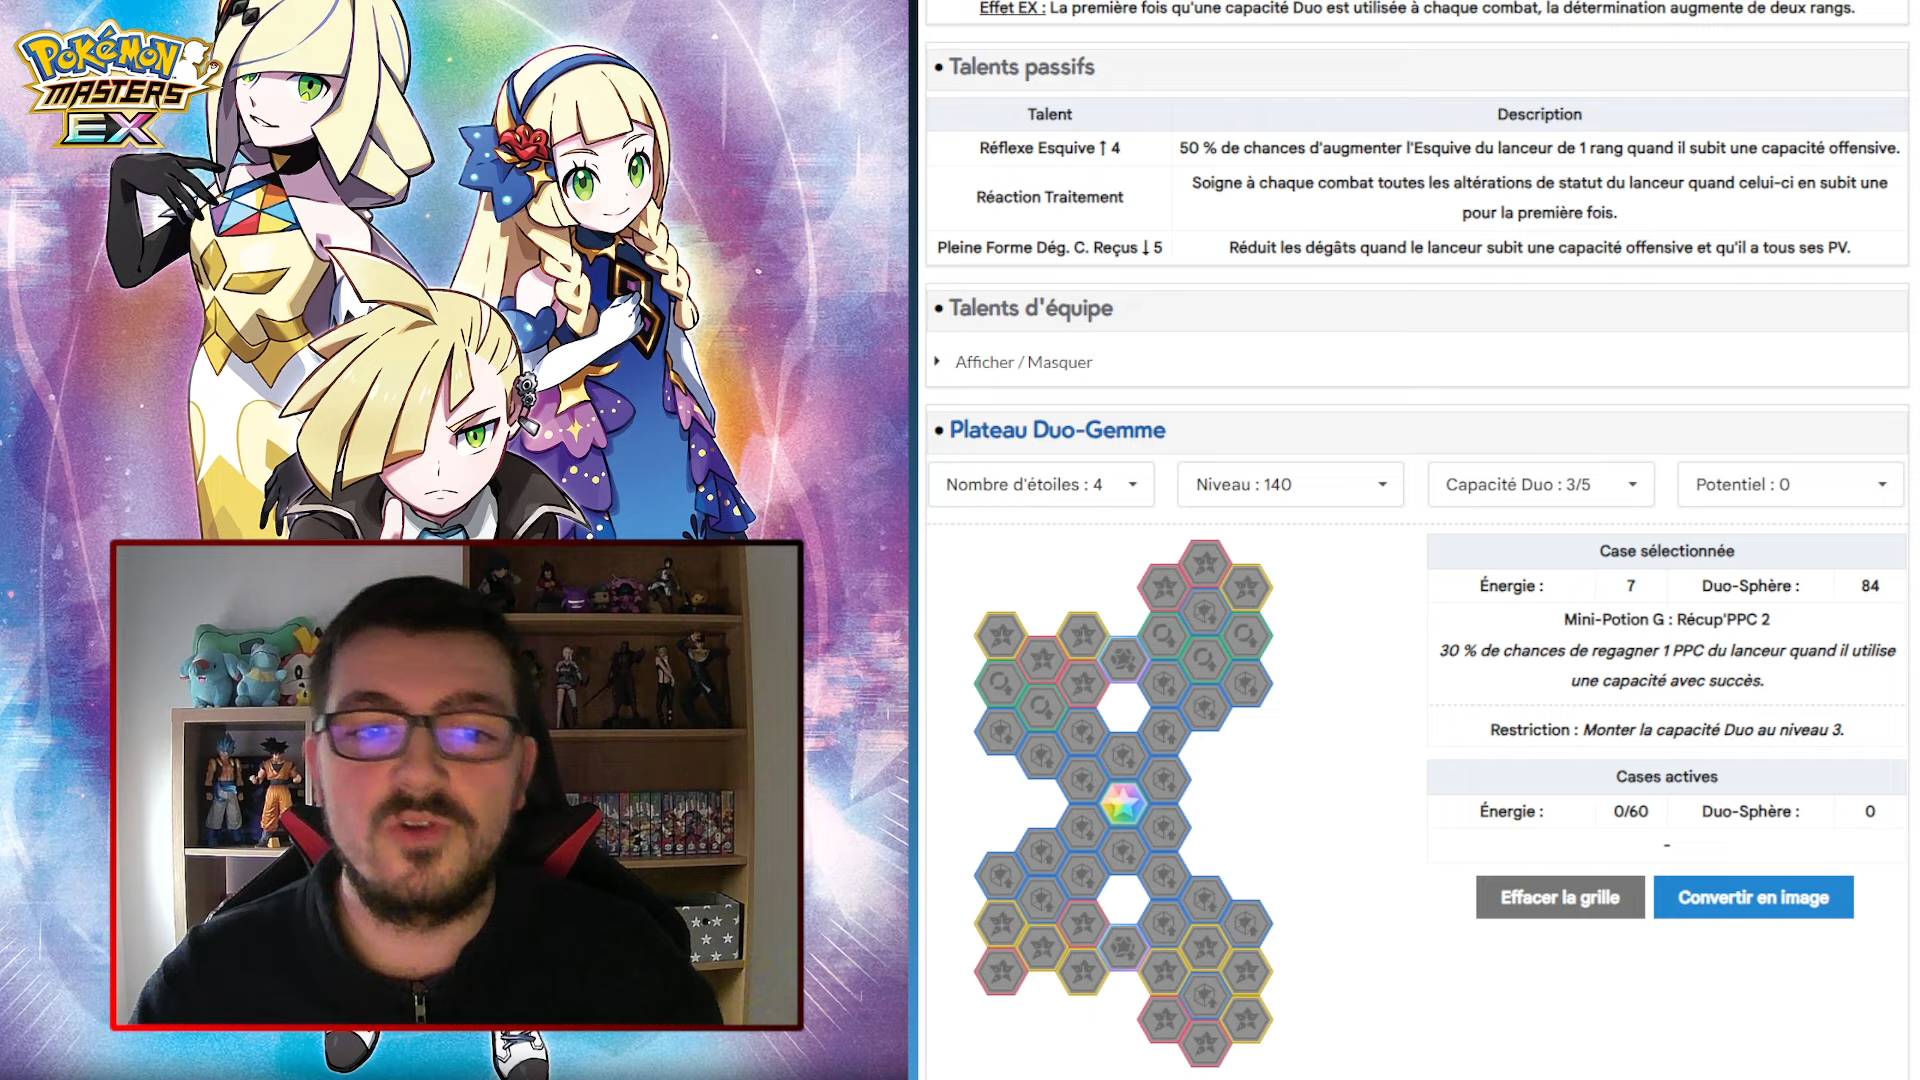 POKéMON
MASTERS
EX
Effet EX : La première fois qu'une capacité Duo est utilisée à chaque combat, la détermination augmente de deux rangs.
• Talents passifs
Talent Description
Réflexe Esquive ↑ 4 50 % de chances d'augmenter l'Esquive du lanceur de 1 rang quand il subit une capacité offensive.
Réaction Traitement Soigne à chaque combat toutes les altérations de statut du lanceur quand celui-ci en subit une
pour la première fois.
Pleine Forme Dég. C. Reçus ↓ 5 Réduit les dégâts quand le lanceur subit une capacité offensive et qu'il a tous ses PV.
• Talents d'équipe
Afficher / Masquer
• Plateau Duo-Gemme
Nombre d'étoiles : 4 Niveau : 140 Capacité Duo : 3/5 Potentiel : 0
Case sélectionnée
Énergie : 7 Duo-Sphère : 84
Mini-Potion G : Récup'PPC 2
30 % de chances de regagner 1 PPC du lanceur quand il utilise
une capacité avec succès.
Restriction : Monter la capacité Duo au niveau 3.
Cases actives
Énergie : 0/60 Duo-Sphère : 0
-
Effacer la grille Convertir en image